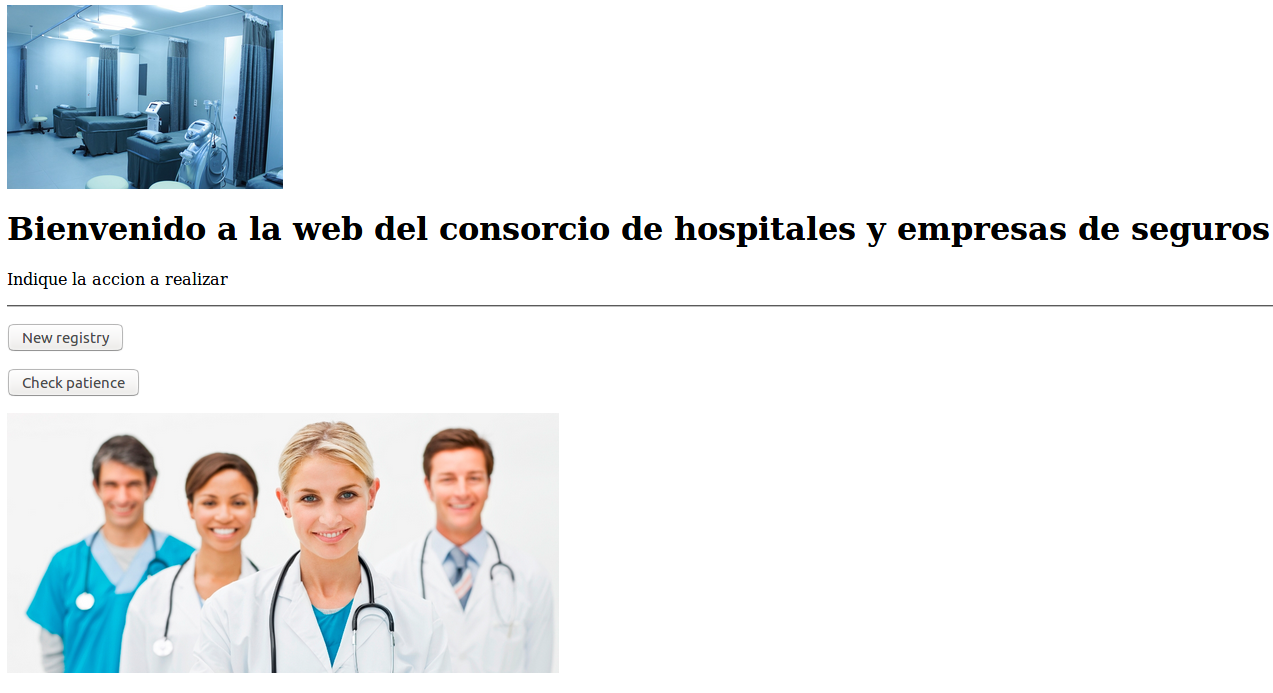 Bienvenido a la web del consorcio de hospitales y empresas de seguros
Indique la accion a realizar
New registry
Check patience